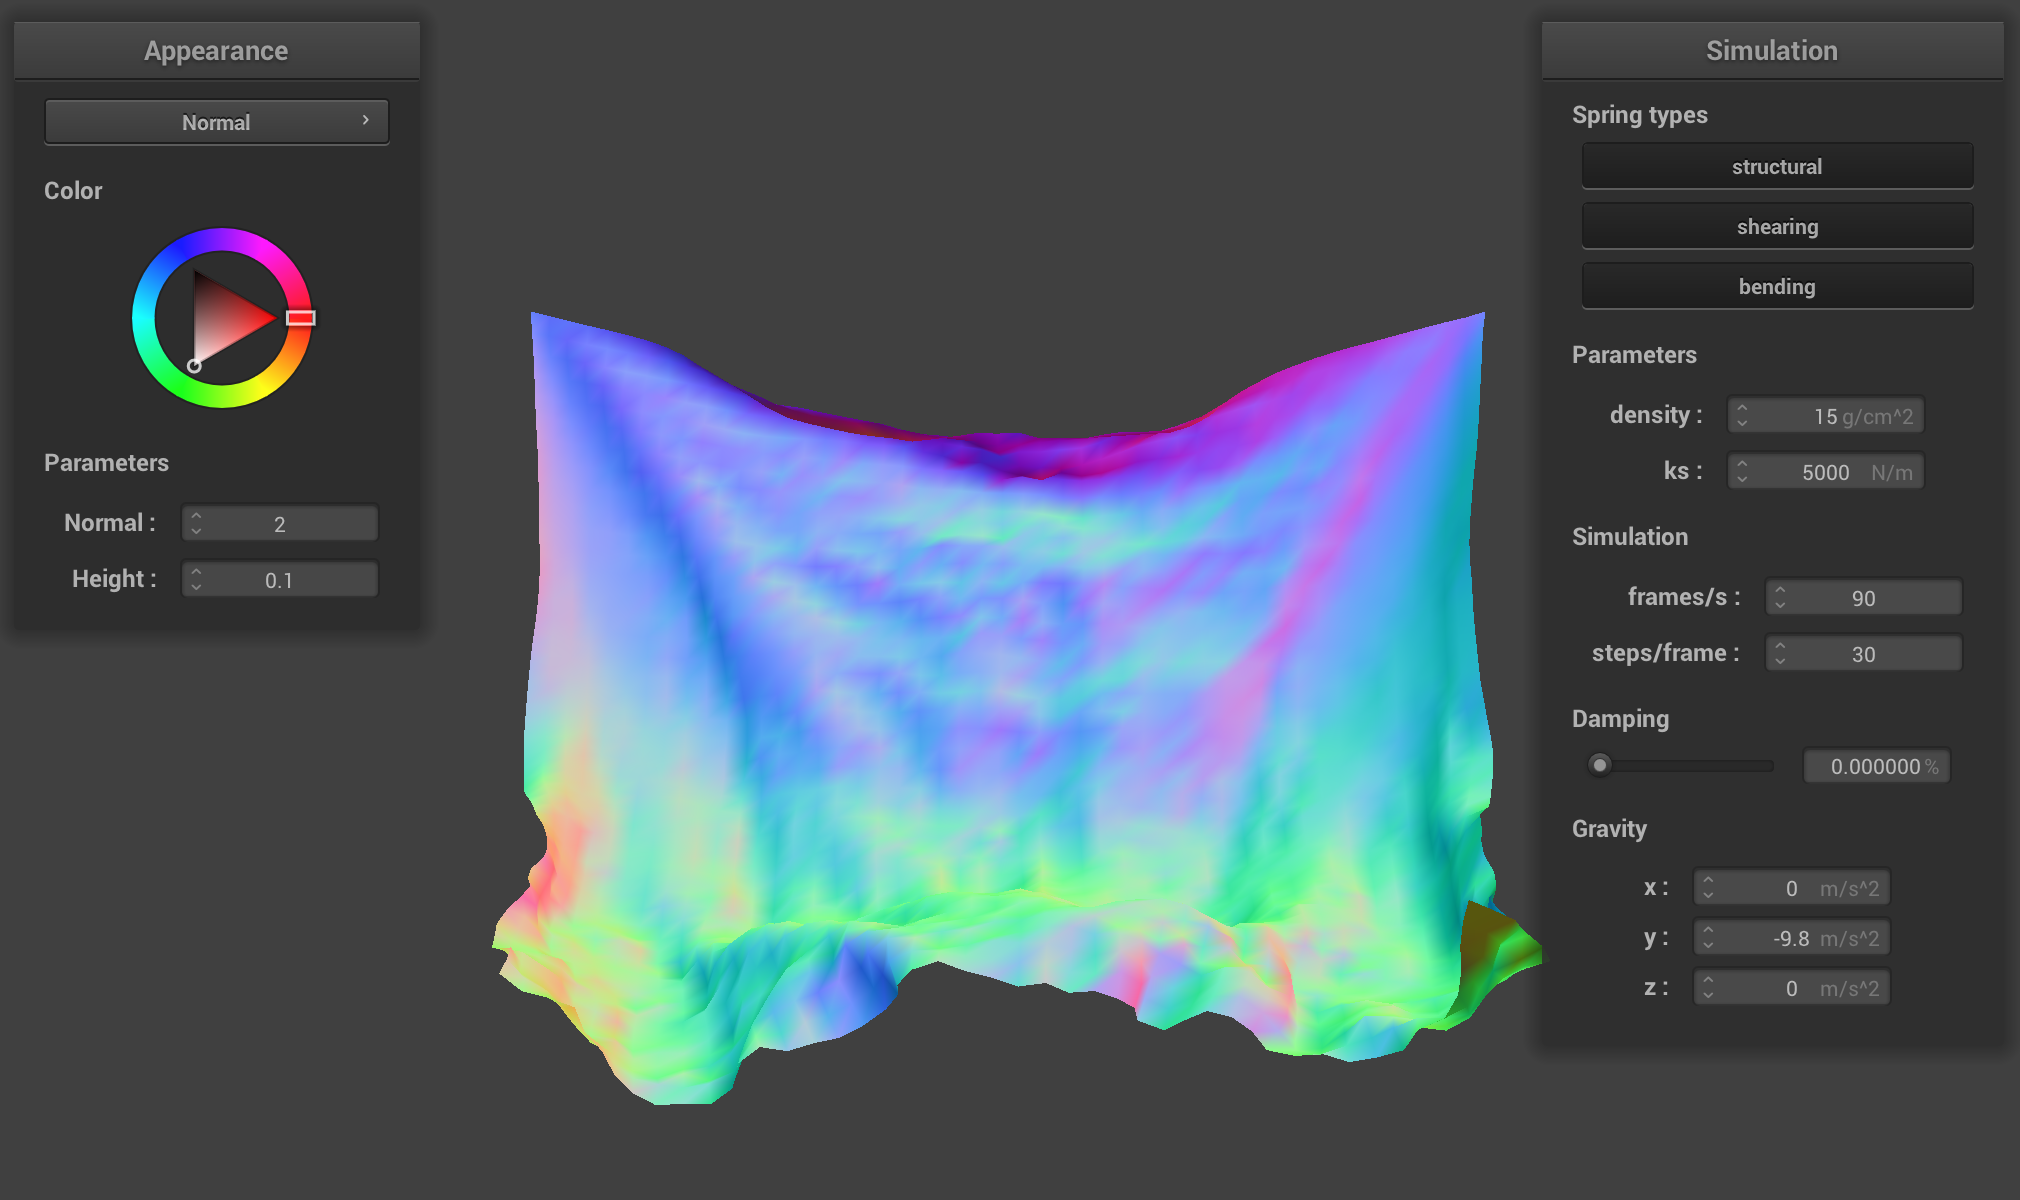 Appearance
Normal
Color
Parameters
Normal : 2
Height : 0.1
Simulation
Spring types
structural
shearing
bending
Parameters
density : 15 g/cm^2
ks : 5000 N/m
Simulation
frames/s : 90
steps/frame : 30
Damping
0.000000 %
Gravity
x : 0 m/s^2
y : -9.8 m/s^2
z : 0 m/s^2